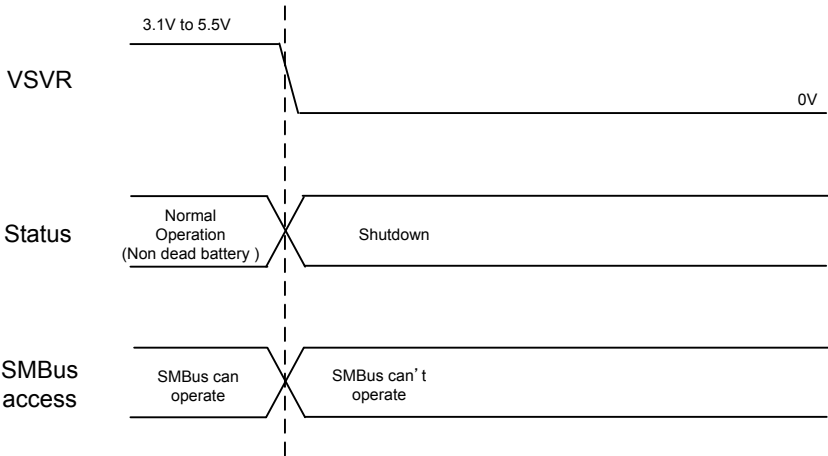 3.1V to 5.5V
VSVR
0V
Status
Normal
Operation
(Non dead battery )
Shutdown
SMBus
access
SMBus can
operate
SMBus can't
operate